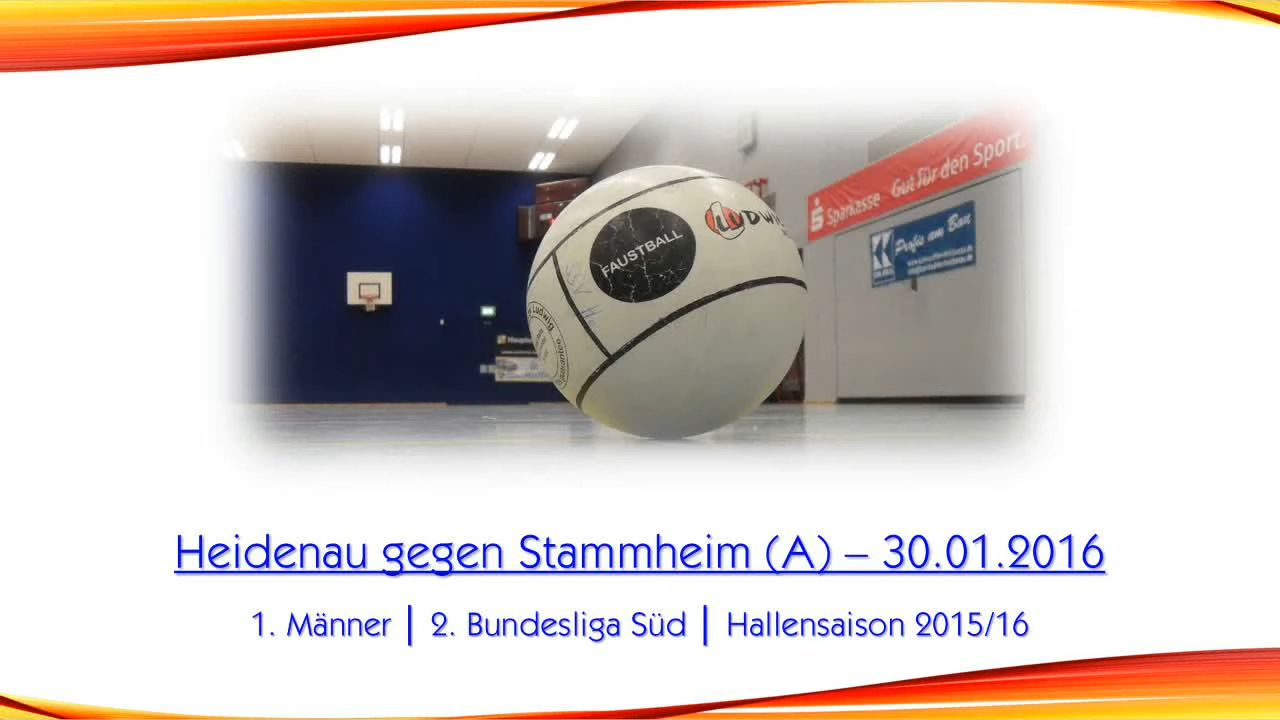 Sparkasse Gut für den Sport.
Profis am Bau
FAUSTBALL
Ludwig
Heidenau gegen Stammheim (A) – 30.01.2016
1. Männer | 2. Bundesliga Süd | Hallensaison 2015/16